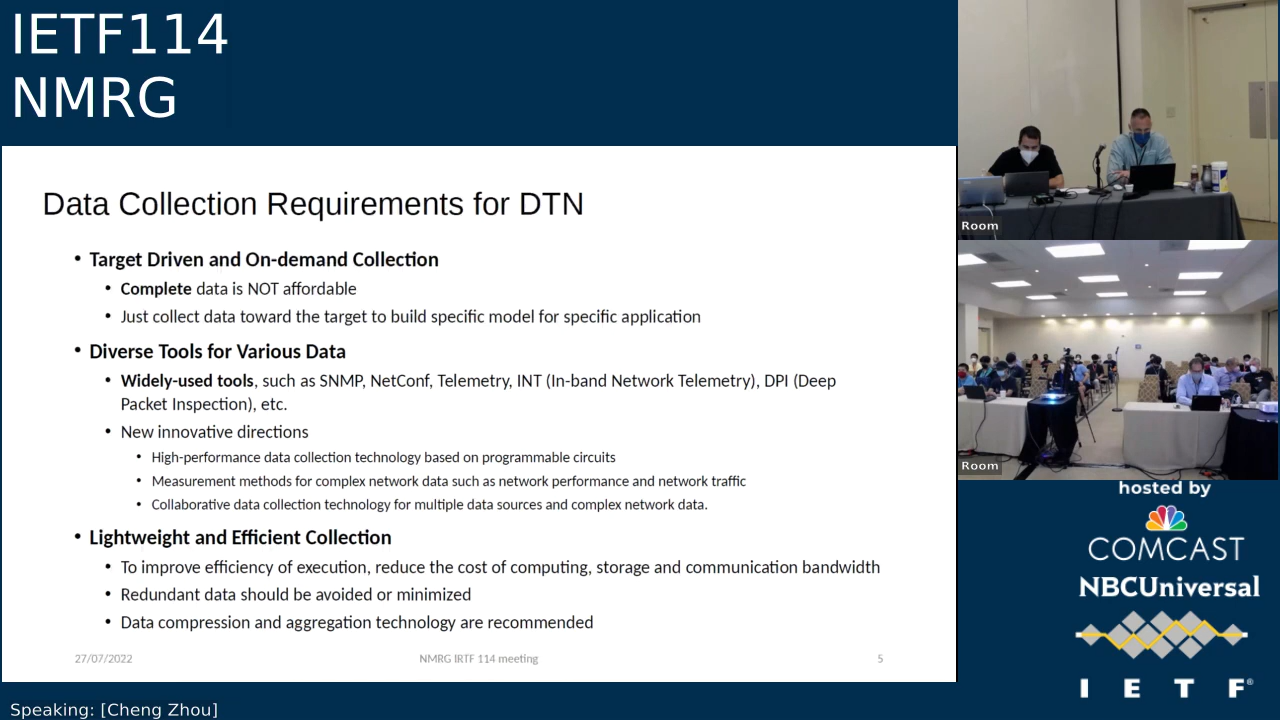 IETF114
NMRG
Data Collection Requirements for DTN
• Target Driven and On-demand Collection
• Complete data is NOT affordable
• Just collect data toward the target to build specific model for specific application
• Diverse Tools for Various Data
• Widely-used tools, such as SNMP, NetConf, Telemetry, INT (In-band Network Telemetry), DPI (Deep
Packet Inspection), etc.
• New innovative directions
• High-performance data collection technology based on programmable circuits
• Measurement methods for complex network data such as network performance and network traffic
• Collaborative data collection technology for multiple data sources and complex network data.
• Lightweight and Efficient Collection
• To improve efficiency of execution, reduce the cost of computing, storage and communication bandwidth
• Redundant data should be avoided or minimized
• Data compression and aggregation technology are recommended
27/07/2022
NMRG IRTF 114 meeting
5
Room
Room
hosted by
COMCAST
NBCUniversal
I E T F®
Speaking: [Cheng Zhou]